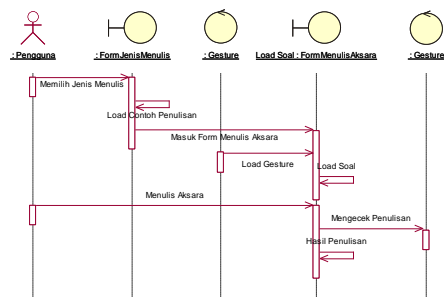 : Pengguna
: FormJenisMenulis
: Gesture
Load Soal : FormMenulisAksara
: Gesture
Memilih Jenis Menulis
Load Contoh Penulisan
Masuk Form Menulis Aksara
Load Gesture
Load Soal
Menulis Aksara
Mengecek Penulisan
Hasil Penulisan